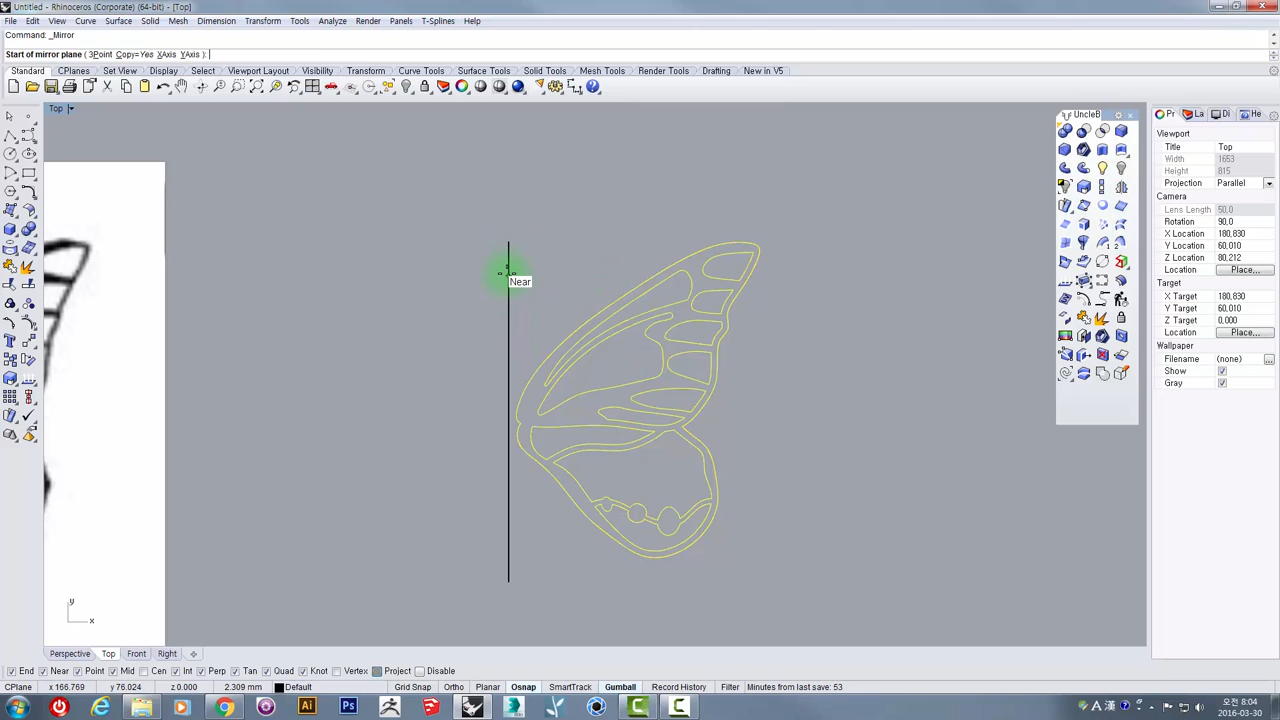 Untitled - Rhinoceros (Corporate) (64-bit) - [Top]
File Edit View Curve Surface Solid Mesh Dimension Transform Tools Analyze Render Panels T-Splines Help
Command: _Mirror
Start of mirror plane ( 3Point Copy=Yes XAxis YAxis ):
Standard CPlanes Set View Display Select Viewport Layout Visibility Transform Curve Tools Surface Tools Solid Tools Mesh Tools Render Tools Drafting New in V5
Top
UncleB
Pr La Di He
Viewport
Title Top
Width 1653
Height 815
Projection Parallel
Camera
Lens Length 50.0
Rotation 90.0
X Location 180.830
Y Location 60.010
Z Location 80.212
Location Place...
Target
X Target 180.830
Y Target 60.010
Z Target 0.000
Location Place...
Wallpaper
Filename (none) ...
Show
Gray
Near
y
x
Perspective Top Front Right
End Near Point Mid Cen Int Perp Tan Quad Knot Vertex Project Disable
CPlane x 166.769 y 76.024 z 0.000 2.309 mm Default Grid Snap Ortho Planar Osnap SmartTrack Gumball Record History Filter Minutes from last save: 53
Ai Ps A 漢 오전 8:04
2016-03-30